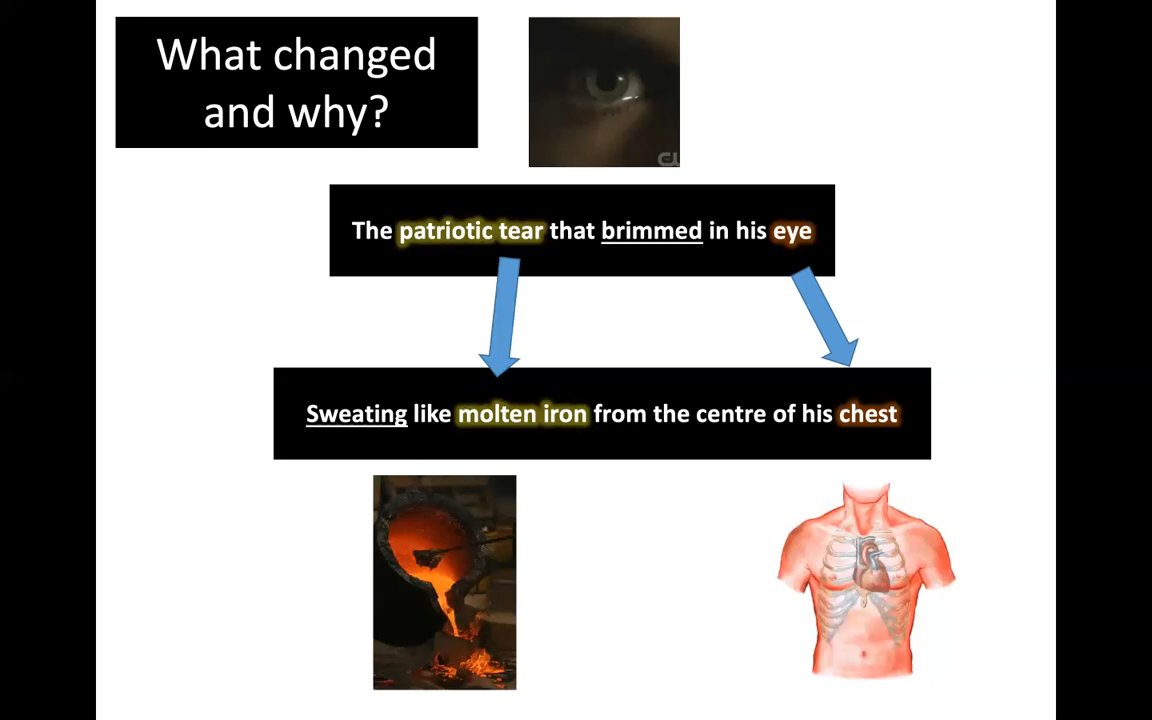 What changed
and why?
The patriotic tear that brimmed in his eye
Sweating like molten iron from the centre of his chest